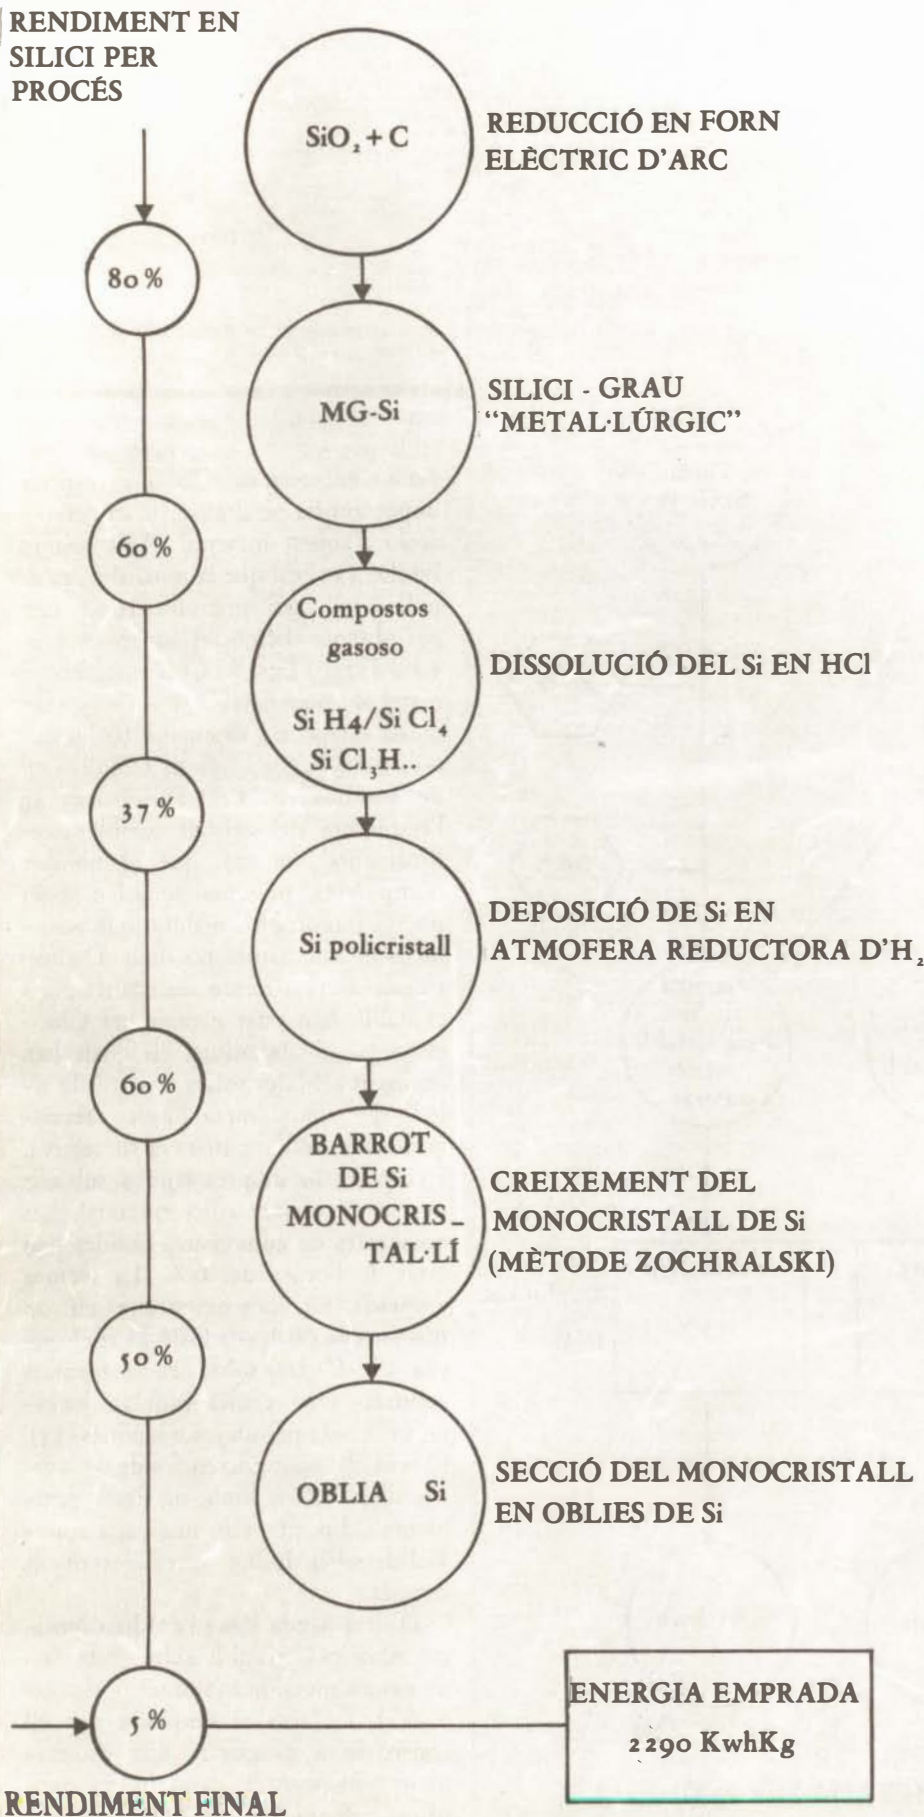 RENDIMENT EN
SILICI PER
PROCÉS
SiO₂ + C
REDUCCIÓ EN FORN
ELÈCTRIC D'ARC
80%
MG-Si
SILICI - GRAU
“METAL·LÚRGIC”
60%
Compostos
gasoso
Si H4/Si Cl₄
Si Cl₃H..
DISSOLUCIÓ DEL Si EN HCl
37%
Si policristall
DEPOSICIÓ DE Si EN
ATMOFERA REDUCTORA D'H₂
60%
BARROT
DE Si
MONOCRIS_
TAL·LÍ
CREIXEMENT DEL
MONOCRISTALL DE Si
(MÈTODE ZOCHRALSKI)
50%
OBLIA Si
SECCIÓ DEL MONOCRISTALL
EN OBLIES DE Si
5%
ENERGIA EMPRADA
2290 KwhKg
RENDIMENT FINAL